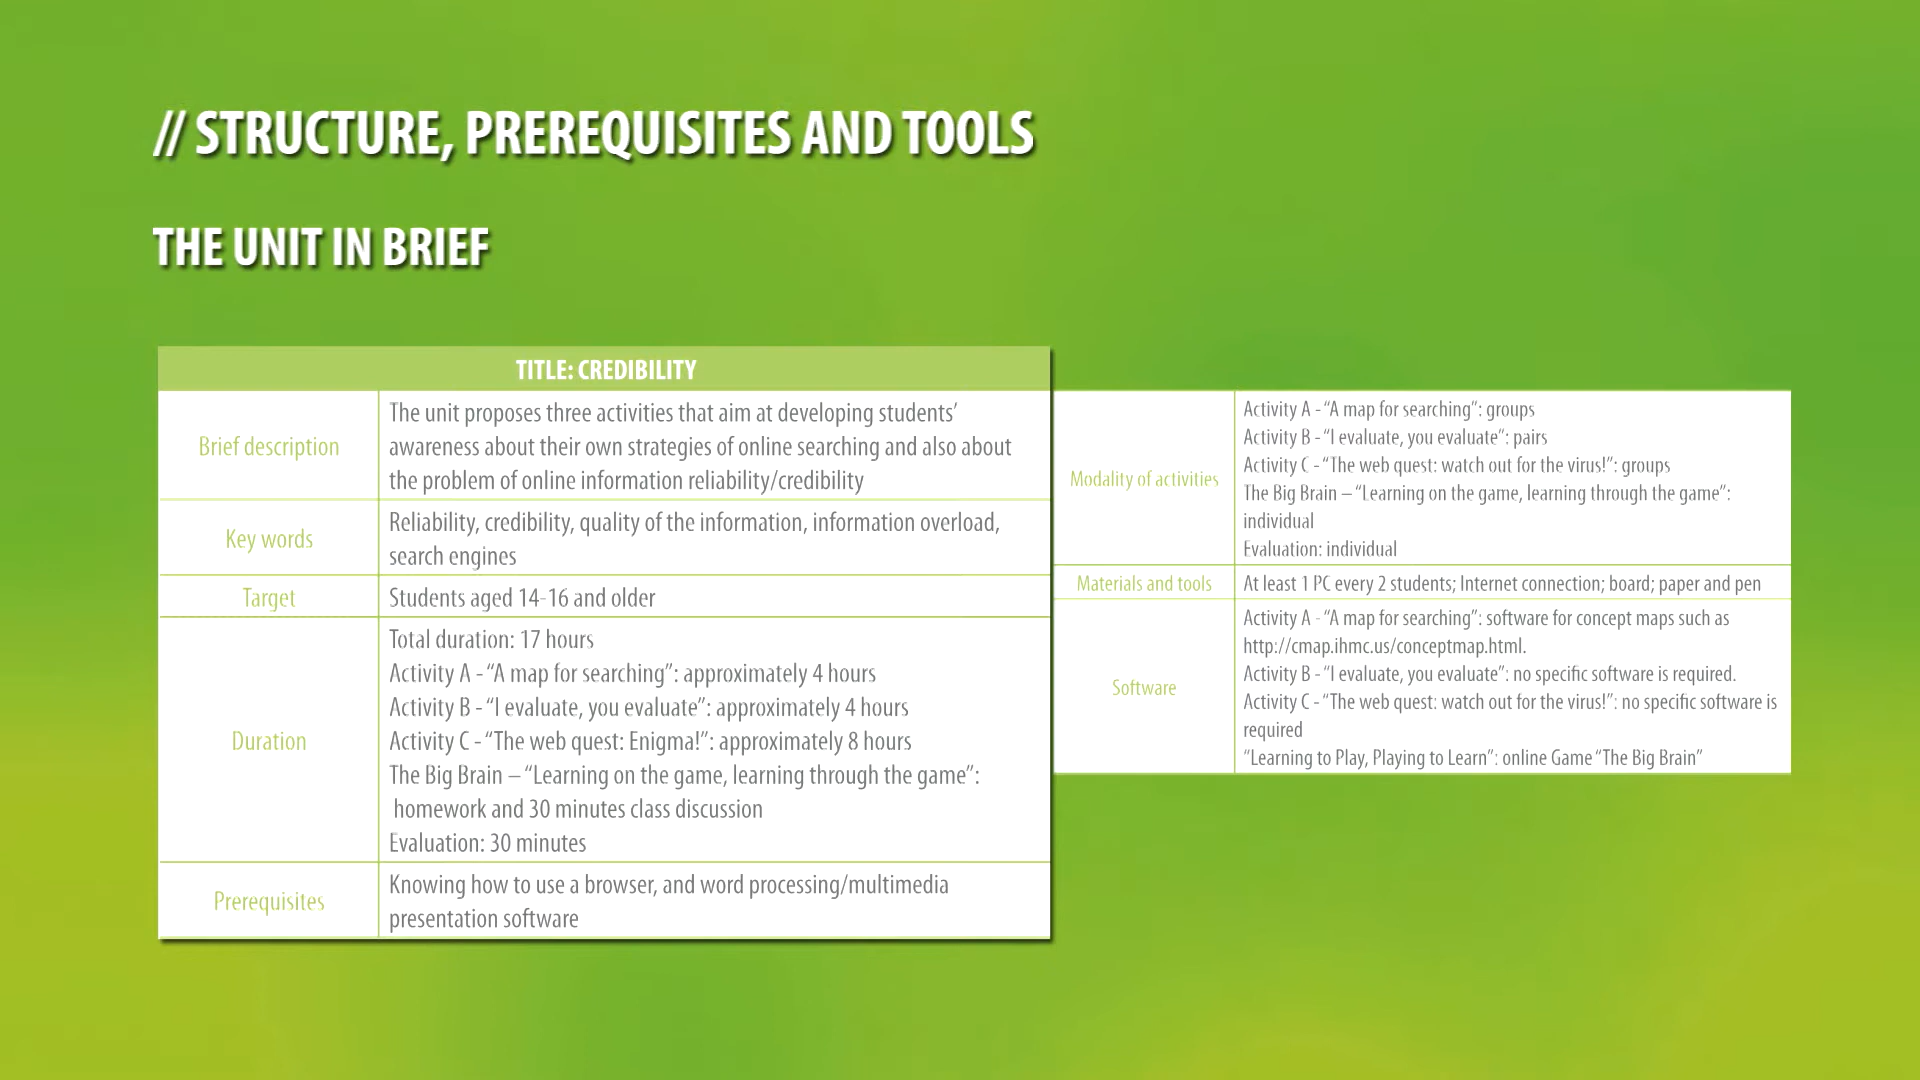 // STRUCTURE, PREREQUISITES AND TOOLS
THE UNIT IN BRIEF
TITLE: CREDIBILITY
Brief description
The unit proposes three activities that aim at developing students’
awareness about their own strategies of online searching and also about
the problem of online information reliability/credibility
Key words
Reliability, credibility, quality of the information, information overload,
search engines
Target
Students aged 14-16 and older
Duration
Total duration: 17 hours
Activity A - “A map for searching”: approximately 4 hours
Activity B - “I evaluate, you evaluate”: approximately 4 hours
Activity C - “The web quest: Enigma!”: approximately 8 hours
The Big Brain – “Learning on the game, learning through the game”:
homework and 30 minutes class discussion
Evaluation: 30 minutes
Prerequisites
Knowing how to use a browser, and word processing/multimedia
presentation software
Modality of activities
Activity A - “A map for searching”: groups
Activity B - “I evaluate, you evaluate”: pairs
Activity C - “The web quest: watch out for the virus!”: groups
The Big Brain – “Learning on the game, learning through the game”:
individual
Evaluation: individual
Materials and tools
At least 1 PC every 2 students; Internet connection; board; paper and pen
Software
Activity A - “A map for searching”: software for concept maps such as
http://cmap.ihmc.us/conceptmap.html.
Activity B - “I evaluate, you evaluate”: no specific software is required.
Activity C - “The web quest: watch out for the virus!”: no specific software is
required
“Learning to Play, Playing to Learn”: online Game “The Big Brain”